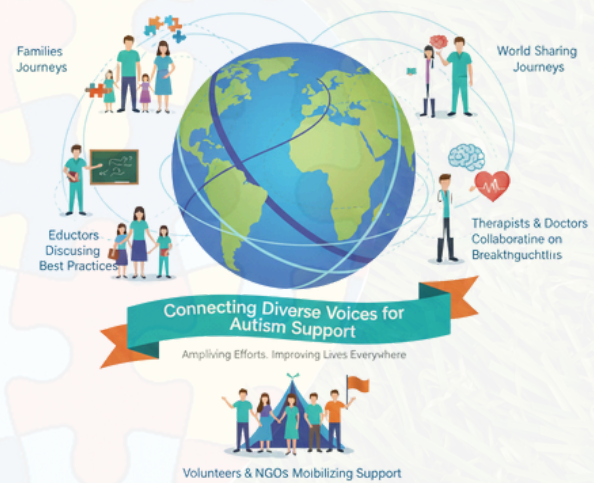 Families
Journeys
World Sharing
Journeys
Eductors
Discusing
Best Practices
Therapists & Doctors
Collaboratine on
Breakthguchtliis
Connecting Diverse Voices for
Autism Support
Ampliving Efforts. Improving Lives Everywhere
Volunteers & NGOs Moibilizing Support